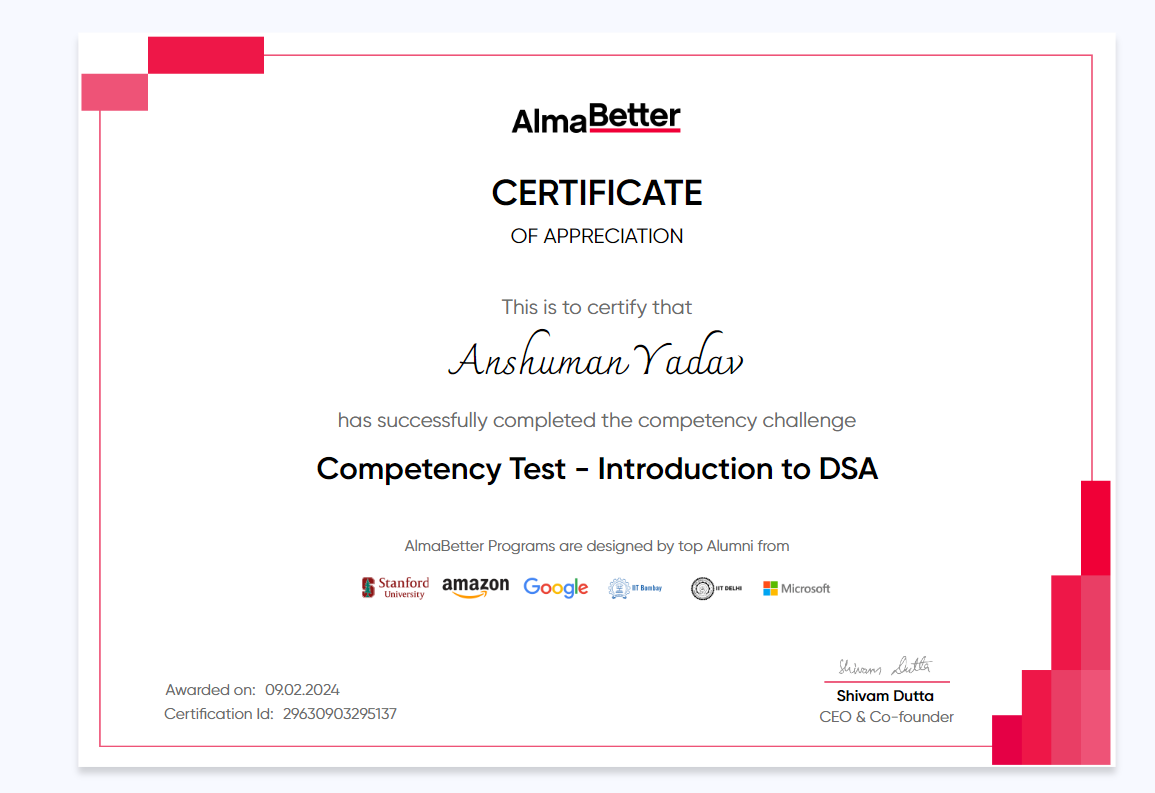 AlmaBetter
CERTIFICATE
OF APPRECIATION
This is to certify that
Anshuman Yadav
has successfully completed the competency challenge
Competency Test - Introduction to DSA
AlmaBetter Programs are designed by top Alumni from
Stanford University amazon Google IIT Bombay IIT DELHI Microsoft
Shivam Dutta
Awarded on: 09.02.2024
Certification Id: 29630903295137
Shivam Dutta
CEO & Co-founder